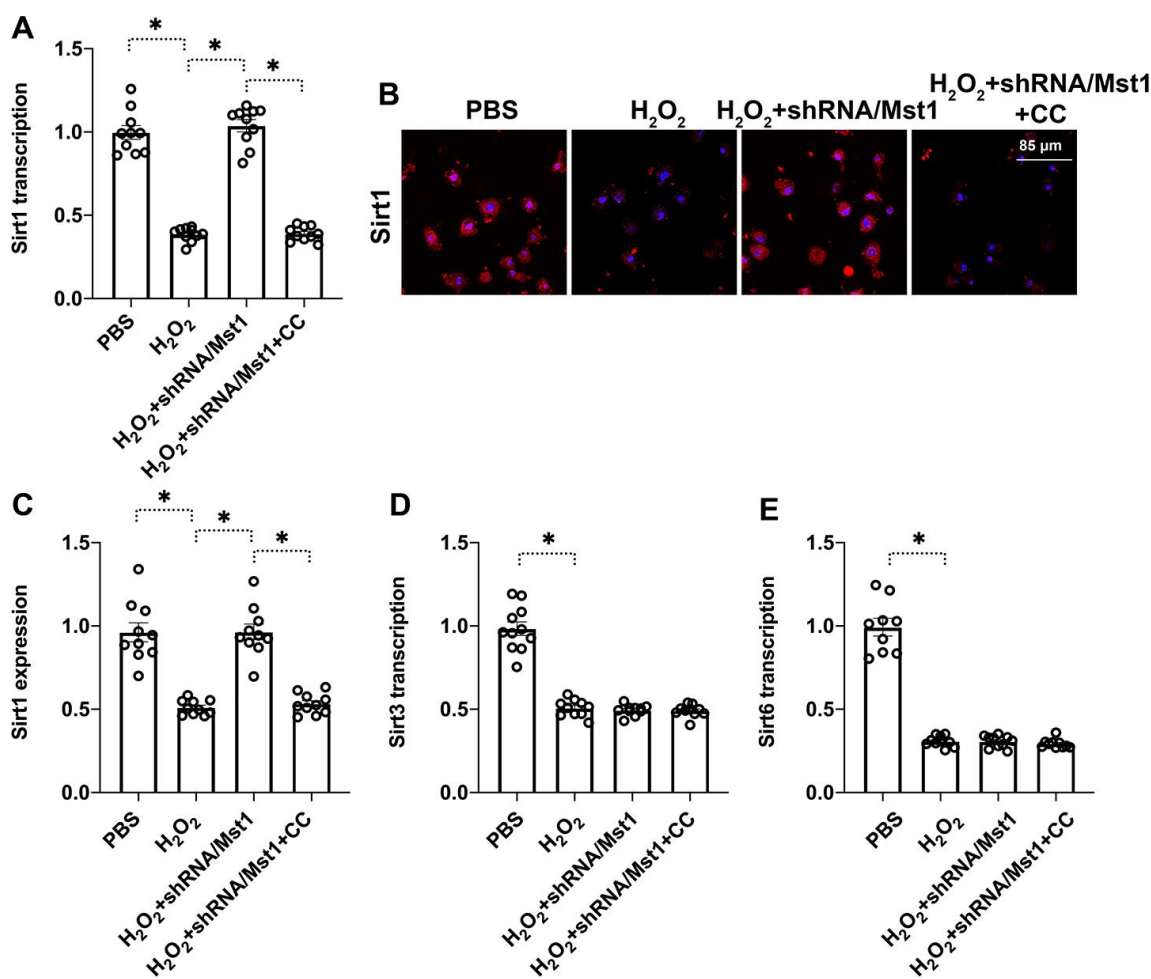 A
*
*
*
1.5
1.0
0.5
0.0
Sirt1 transcription
PBS
H₂O₂
H₂O₂+shRNA/Mst1
H₂O₂+shRNA/Mst1+CC
B
PBS
H₂O₂
H₂O₂+shRNA/Mst1
H₂O₂+shRNA/Mst1
+CC
Sirt1
85 μm
C
*
*
*
1.5
1.0
0.5
0.0
Sirt1 expression
PBS
H₂O₂
H₂O₂+shRNA/Mst1
H₂O₂+shRNA/Mst1+CC
D
*
1.5
1.0
0.5
0.0
Sirt3 transcription
PBS
H₂O₂
H₂O₂+shRNA/Mst1
H₂O₂+shRNA/Mst1+CC
E
*
1.5
1.0
0.5
0.0
Sirt6 transcription
PBS
H₂O₂
H₂O₂+shRNA/Mst1
H₂O₂+shRNA/Mst1+CC